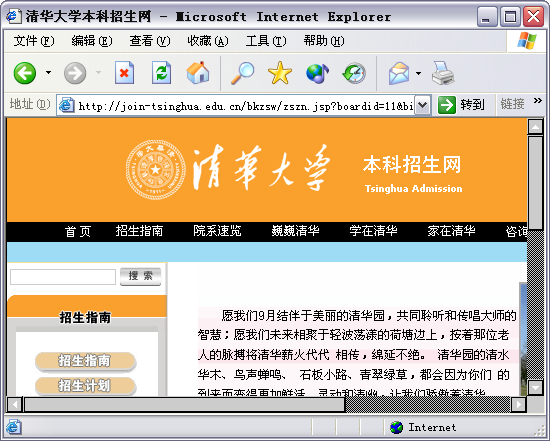 清华大学本科招生网 - Microsoft Internet Explorer
文件(F) 编辑(E) 查看(V) 收藏(A) 工具(T) 帮助(H)
地址(D) http://join-tsinghua.edu.cn/bkzsw/zszn.jsp?boardid=11&bi 转到 链接 »
清華大学 本科招生网
Tsinghua Admission
首 页 招生指南 院系速览 巍巍清华 学在清华 家在清华 咨询
搜 索
招生指南
招生指南
招生计划
愿我们9月结伴于美丽的清华园，共同聆听和传唱大师的
智慧；愿我们未来相聚于轻波荡漾的荷塘边上，按着那位老
人的脉搏将清华薪火代代 相传，绵延不绝。 清华园的清水
华木、鸟声蝉鸣、 石板小路、青翠绿草，都会因为你们 的
到来而变得更加鲜活、灵动和清幽，让我们骄傲著清华
Internet